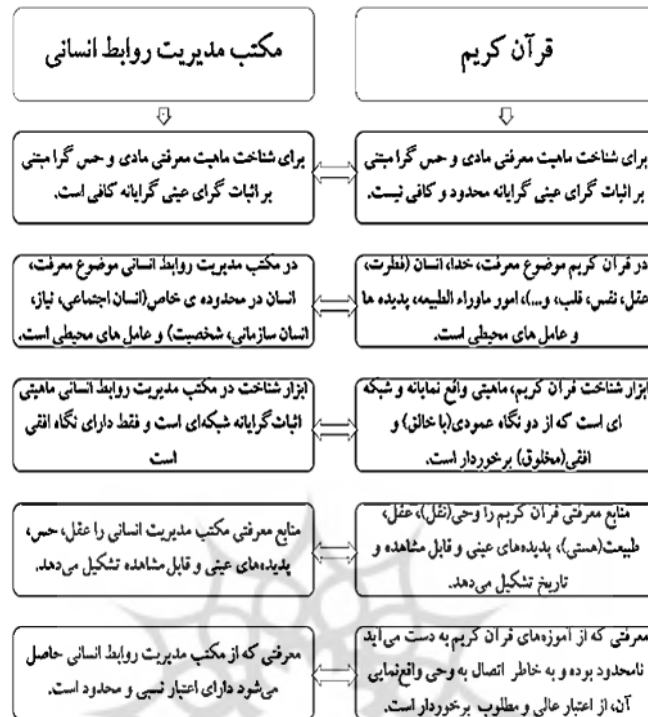 قرآن کریم
مکتب مدیریت روابط انسانی
برای شناخت ماهیت معرفتی مادی و حس گرا مبتنی
بر اثبات گرای عینی گرایانه محدود و کافی نیست.
برای شناخت ماهیت معرفتی مادی و حس گرا مبتنی
بر اثبات گرای عینی گرایانه کافی است.
در قرآن کریم موضوع معرفت، خدا، انسان (فطرت،
عقل، نفس، قلب، و...)، امور ماوراء الطبیعه، پدیده ها
و عامل های محیطی است.
در مکتب مدیریت روابط انسانی موضوع معرفت،
انسان در محدوده ی خاص(انسان اجتماعی، نیاز،
انسان سازمانی، شخصیت) و عامل های محیطی است.
ابزار شناخت قرآن کریم، ماهیتی واقع نمایانه و شبکه
ای است که از دو نگاه عمودی(با خالق) و
افقی(مخلوق) برخوردار است.
ابزار شناخت در مکتب مدیریت روابط انسانی ماهیتی
اثبات‌گرایانه شبکه‌ای است و فقط دارای نگاه افقی
است
منابع معرفتی قرآن کریم را وحی(نقل)، عقل،
طبیعت(هستی)، پدیده‌های عینی و قابل مشاهده و
تاریخ تشکیل می‌دهد.
منابع معرفتی مکتب مدیریت انسانی را عقل، حس،
پدیده‌های عینی و قابل مشاهده تشکیل می‌دهد.
معرفتی که از آموزه‌های قرآن کریم به دست می‌آید
نامحدود بوده و به خاطر اتصال به وحی واقع‌نمایی
آن، از اعتبار عالی و مطلوب برخوردار است.
معرفتی که از مکتب مدیریت روابط انسانی حاصل
می‌شود دارای اعتبار نسبی و محدود است.